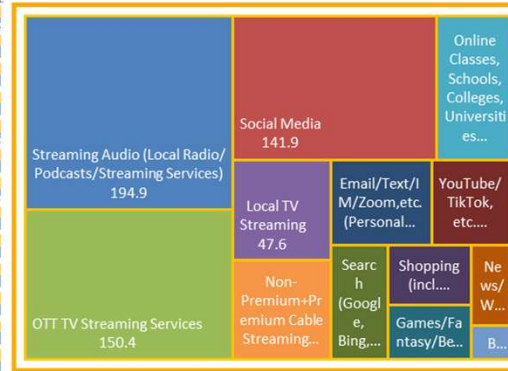 Streaming Audio (Local Radio/
Podcasts/Streaming Services)
194.9
OTT TV Streaming Services
150.4
Social Media
141.9
Local TV
Streaming
47.6
Non-
Premium+Pr
emium Cable
Streaming...
Online
Classes,
Schools,
Colleges,
Universiti
es...
Email/Text/I
M/Zoom,etc.
(Personal...
YouTube/
TikTok,
etc....
Searc
h
(Googl
e,
Bing,...
Shopping
(incl....
Games/Fa
ntasy/Be...
Ne
ws/
W...
B...